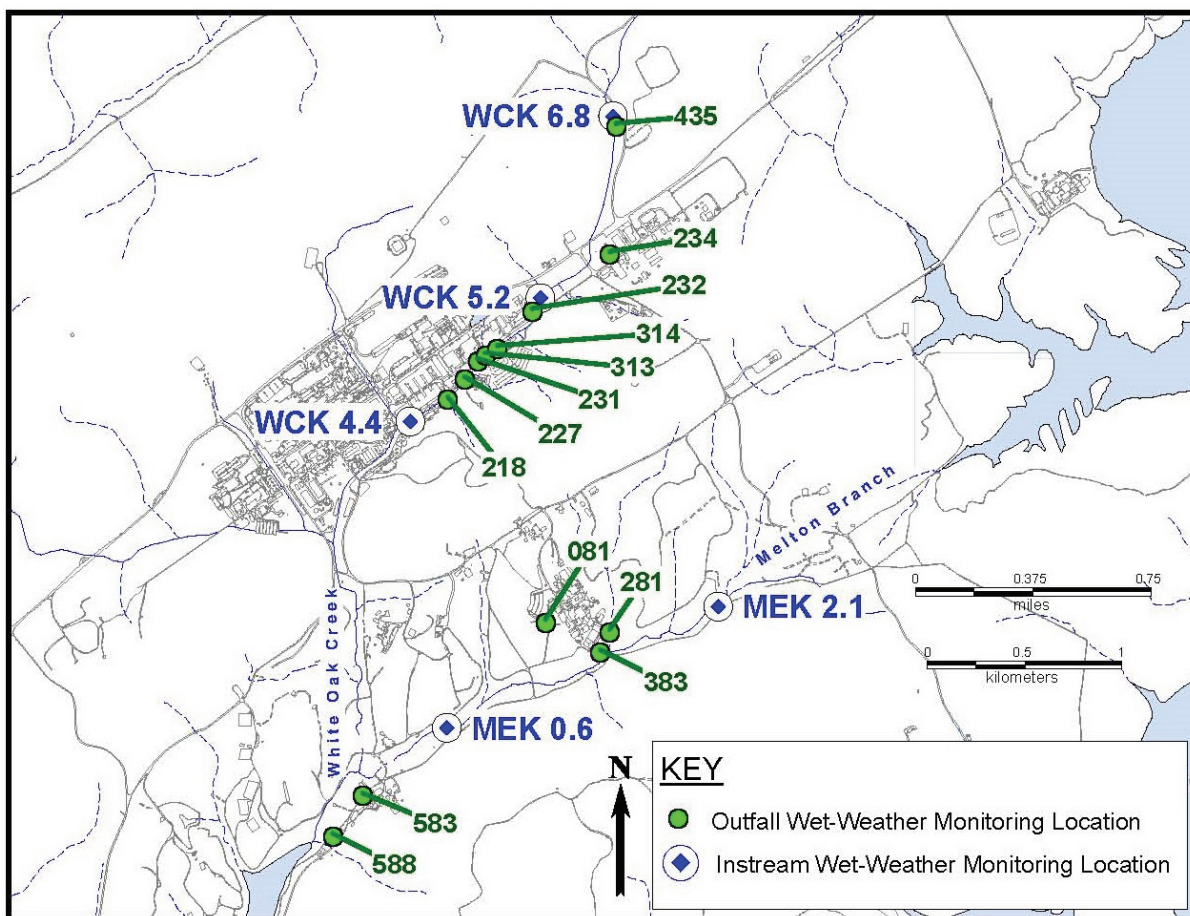 WCK 6.8
435
234
WCK 5.2
232
314
313
231
227
WCK 4.4
218
Melton Branch
081
281
MEK 2.1
383
0 0.375 0.75
miles
0 0.5 1
kilometers
White Oak Creek
MEK 0.6
583
588
N
KEY
Outfall Wet-Weather Monitoring Location
Instream Wet-Weather Monitoring Location